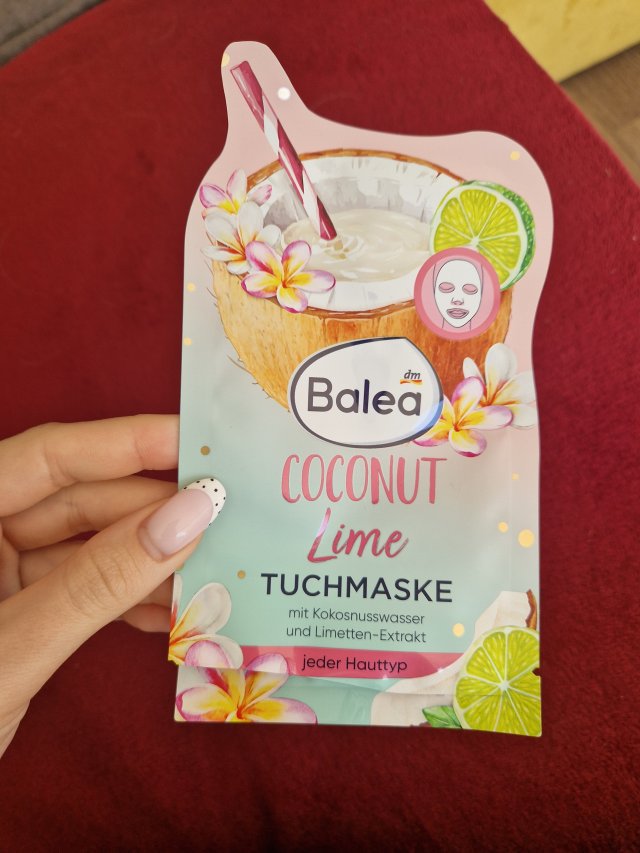 dm
Balea
COCONUT
Lime
TUCHMASKE
mit Kokosnusswasser
und Limetten-Extrakt
jeder Hauttyp